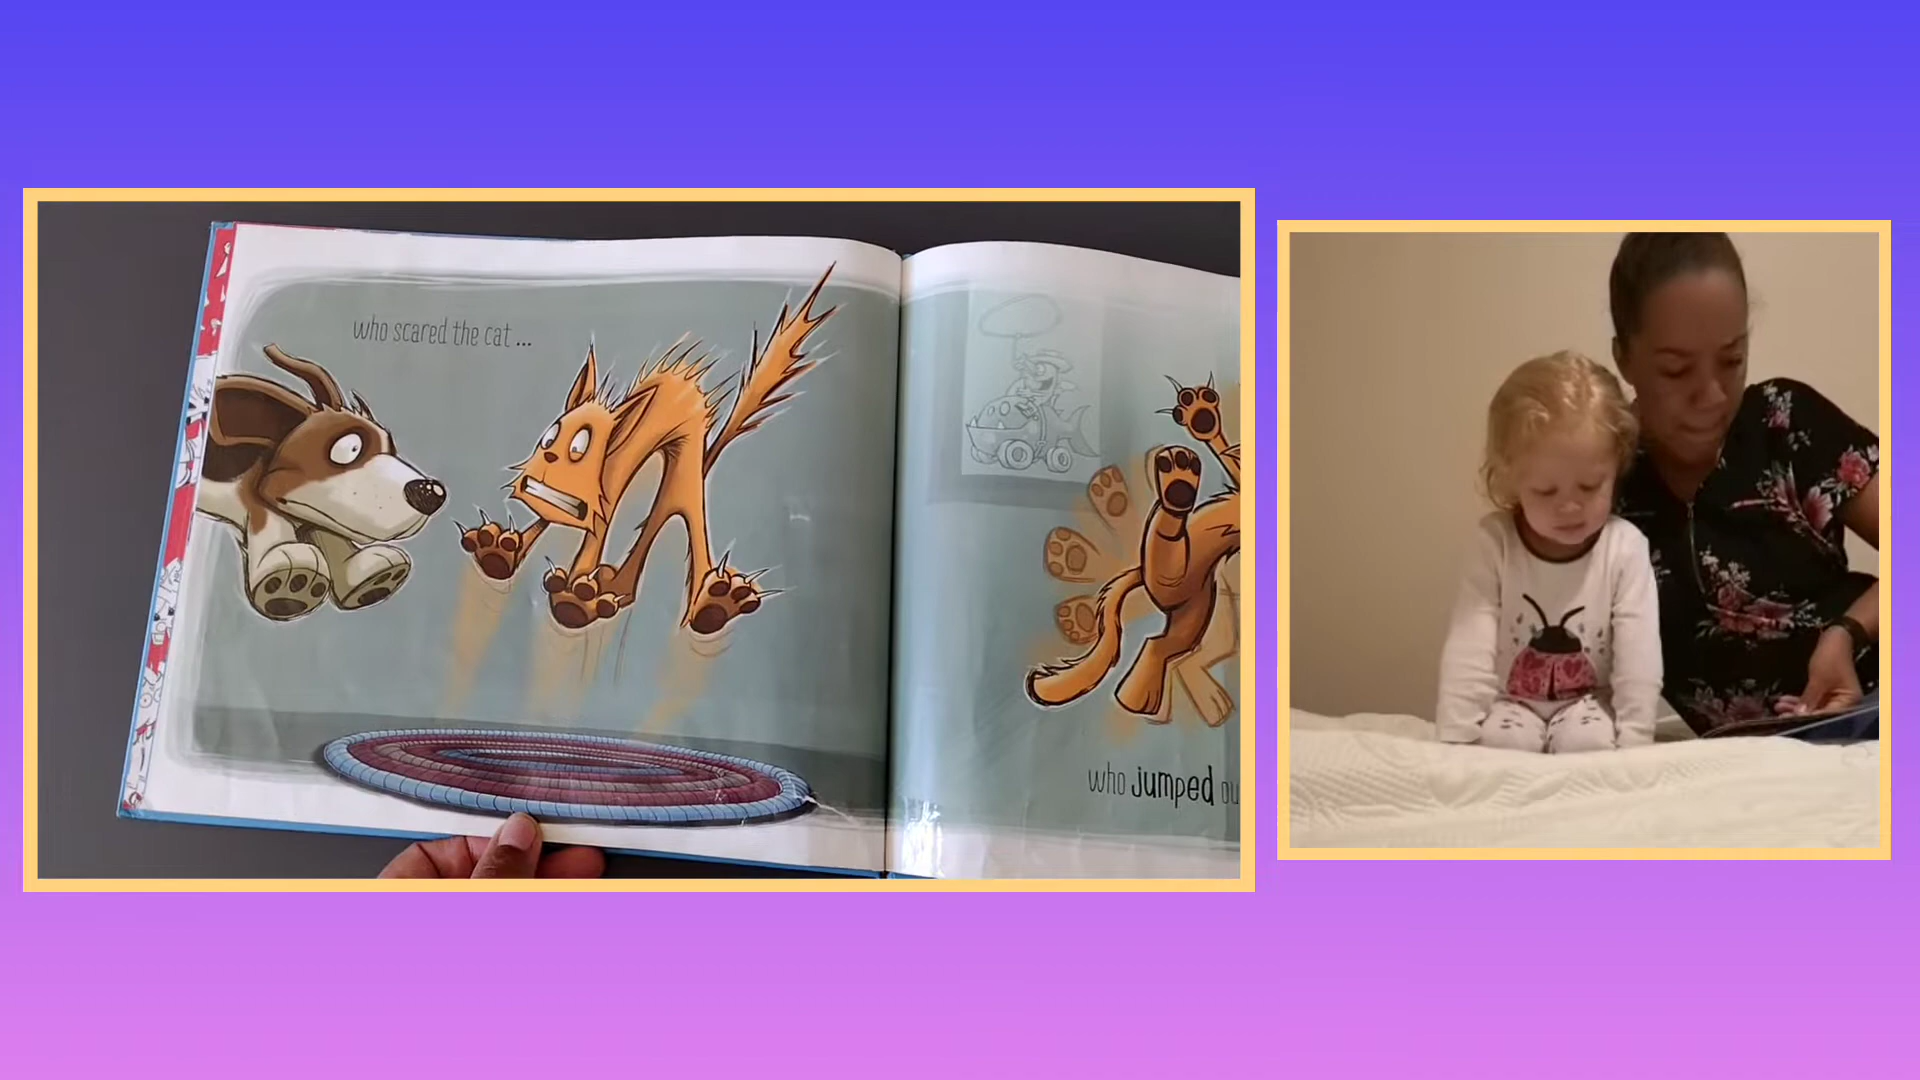 who scared the cat ...
who jumped